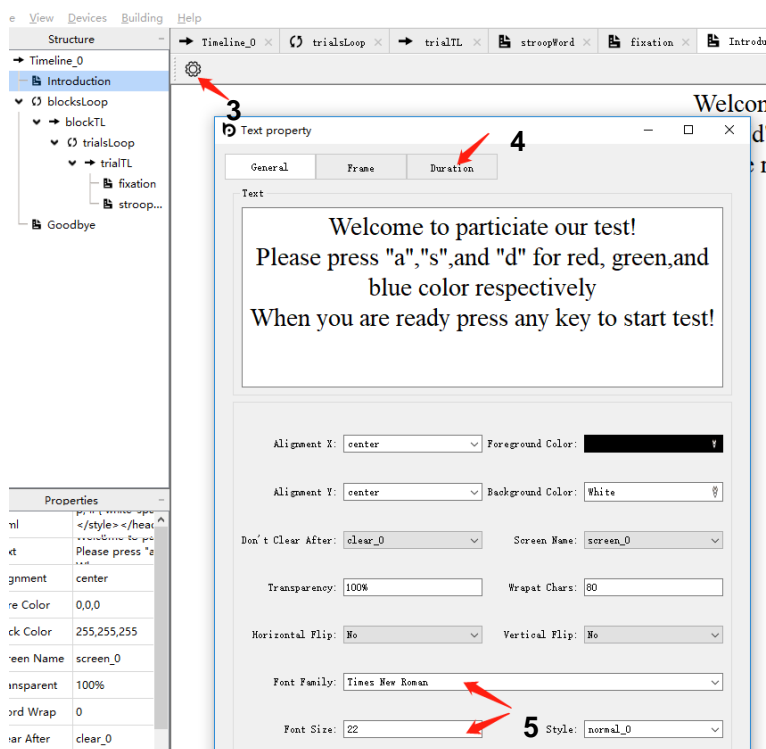 View Devices Building Help
Structure
Timeline_0 trialsLoop trialTL stroopWord fixation Introdu
Timeline_0
Introduction
blocksLoop
blockTL
trialsLoop
trialTL
fixation
stroop...
Goodbye
3
Welcon
Text property
4
General Frame Duration
Text
Welcome to particiate our test!
Please press "a","s",and "d" for red, green,and
blue color respectively
When you are ready press any key to start test!
Alignment X: center Foreground Color:
Alignment Y: center Background Color: White
Don't Clear After: clear_0 Screen Name: screen_0
Transparency: 100% Wrapat Chars: 80
Horizontal Flip: No Vertical Flip: No
Font Family: Times New Roman
Font Size: 22 5 Style: normal_0
Properties
</style></head
Please press "a
gnment center
re Color 0,0,0
ck Color 255,255,255
reen Name screen_0
ansparent 100%
ord Wrap 0
ear After clear_0